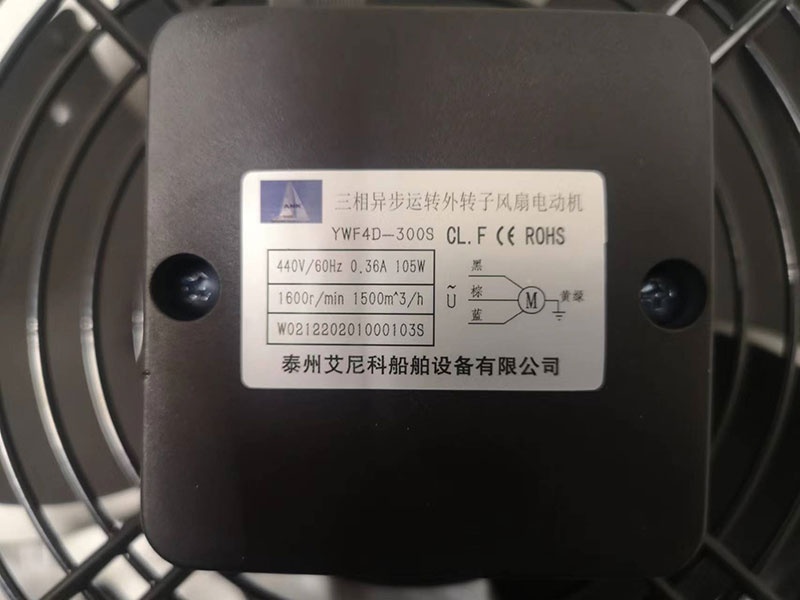 三相异步运转外转子风扇电动机
YWF4D-300S CL.F CE ROHS
440V/60Hz 0.36A 105W
1600r/min 1500m^3/h
W021220201000103S
~
U
黑
棕
蓝
M
黄绿
泰州艾尼科船舶设备有限公司